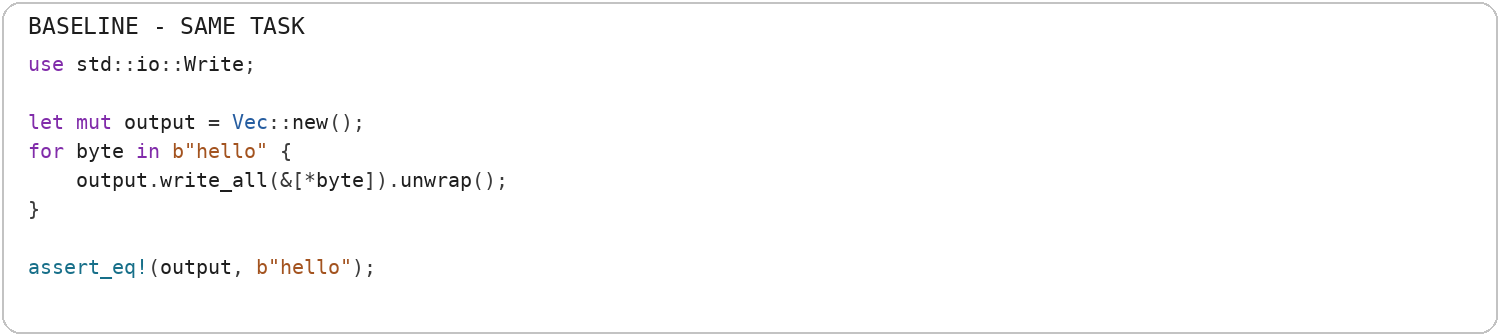 BASELINE - SAME TASK
use std::io::Write;
let mut output = Vec::new();
for byte in b"hello" {
    output.write_all(&[*byte]).unwrap();
}
assert_eq!(output, b"hello");